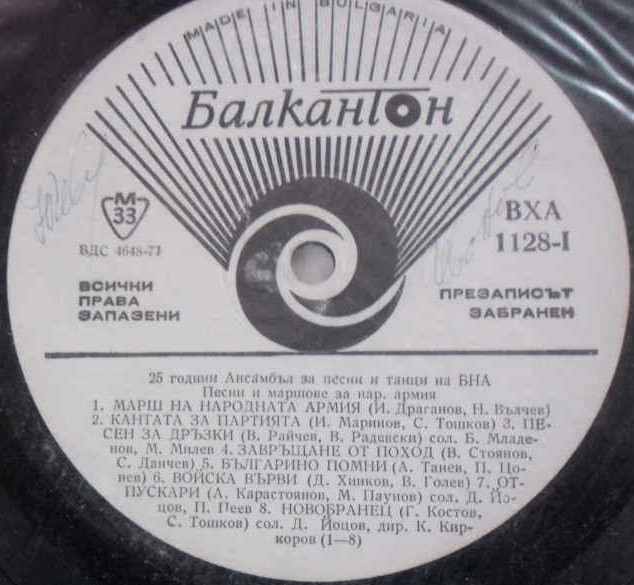 MADE IN BULGARIA
Балкантон
М
33
ВДС 4648-71
ВСИЧКИ
ПРАВА
ЗАПАЗЕНИ
ВХА
1128-I
ПРЕЗАПИСЪТ
ЗАБРАНЕН
25 години Ансамбъл за песни и танци на БНА
Песни и маршове за нар. армия
1. МАРШ НА НАРОДНАТА АРМИЯ (И. Драганов, Н. Вълчев)
2. КАНТАТА ЗА ПАРТИЯТА (И. Маринов, С. Тошков) 3. ПЕ-
СЕН ЗА ДРЪЗКИ (В. Райчев, В. Радевски) сол. Б. Младе-
нов, М. Милев 4. ЗАВРЪЩАНЕ ОТ ПОХОД (В. Стоянов,
С. Данчев) 5. БЪЛГАРИНО ПОМНИ (А. Танев, П. Цо-
нев) 6. ВОЙСКА ВЪРВИ (Д. Хинков, В. Голев) 7. ОТ-
ПУСКАРИ (А. Карастоянов, М. Паунов) сол. Д. Йо-
цов, П. Пеев 8. НОВОБРАНЕЦ (Г. Костов,
С. Тошков) сол. Д. Йоцов, дир. К. Кир-
коров (1—8)